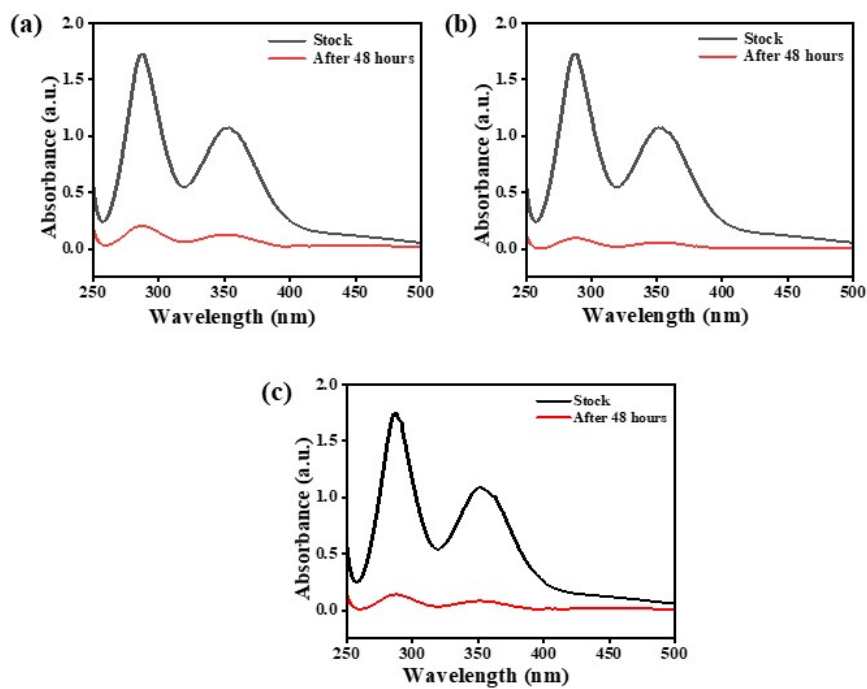 (a)
2.0
1.5
1.0
0.5
0.0
Absorbance (a.u.)
Stock
After 48 hours
250 300 350 400 450 500
Wavelength (nm)
(b)
2.0
1.5
1.0
0.5
0.0
Absorbance (a.u.)
Stock
After 48 hours
250 300 350 400 450 500
Wavelength (nm)
(c)
2.0
1.5
1.0
0.5
0.0
Absorbance (a.u.)
Stock
After 48 hours
250 300 350 400 450 500
Wavelength (nm)